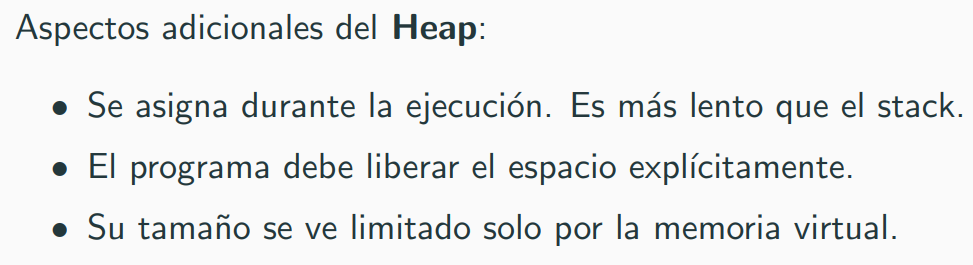 Aspectos adicionales del Heap:
• Se asigna durante la ejecución. Es más lento que el stack.
• El programa debe liberar el espacio explícitamente.
• Su tamaño se ve limitado solo por la memoria virtual.